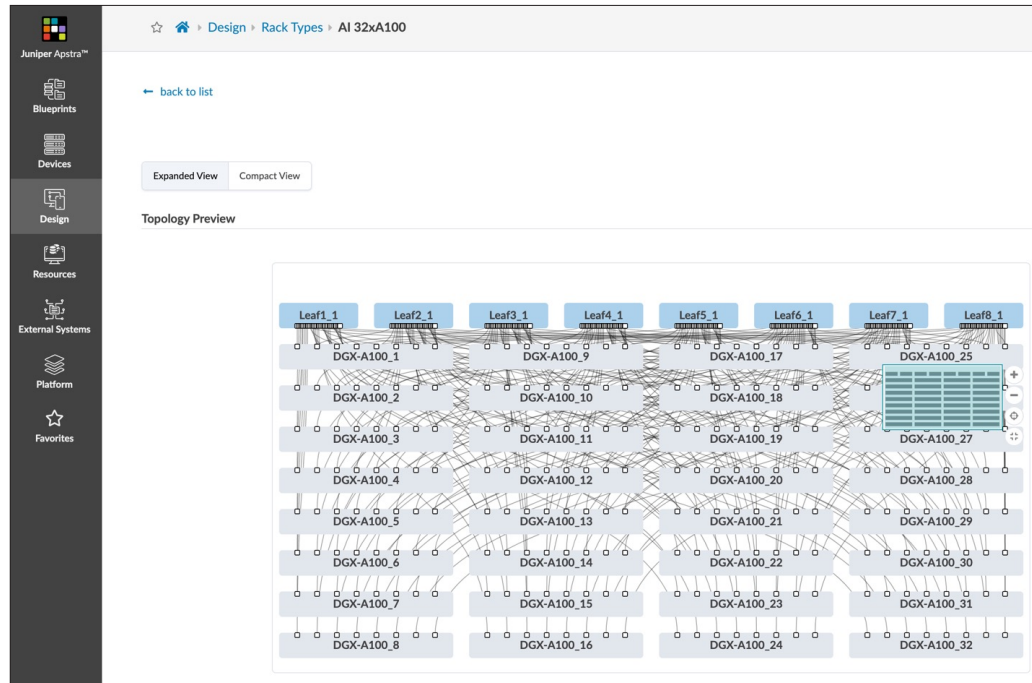 Juniper Apstra™
Blueprints
Devices
Design
Resources
External Systems
Platform
Favorites
Design Rack Types AI 32xA100
← back to list
Expanded View Compact View
Topology Preview
Leaf1_1 Leaf2_1 Leaf3_1 Leaf4_1 Leaf5_1 Leaf6_1 Leaf7_1 Leaf8_1
DGX-A100_1 DGX-A100_9 DGX-A100_17 DGX-A100_25
DGX-A100_2 DGX-A100_10 DGX-A100_18
DGX-A100_3 DGX-A100_11 DGX-A100_19 DGX-A100_27
DGX-A100_4 DGX-A100_12 DGX-A100_20 DGX-A100_28
DGX-A100_5 DGX-A100_13 DGX-A100_21 DGX-A100_29
DGX-A100_6 DGX-A100_14 DGX-A100_22 DGX-A100_30
DGX-A100_7 DGX-A100_15 DGX-A100_23 DGX-A100_31
DGX-A100_8 DGX-A100_16 DGX-A100_24 DGX-A100_32